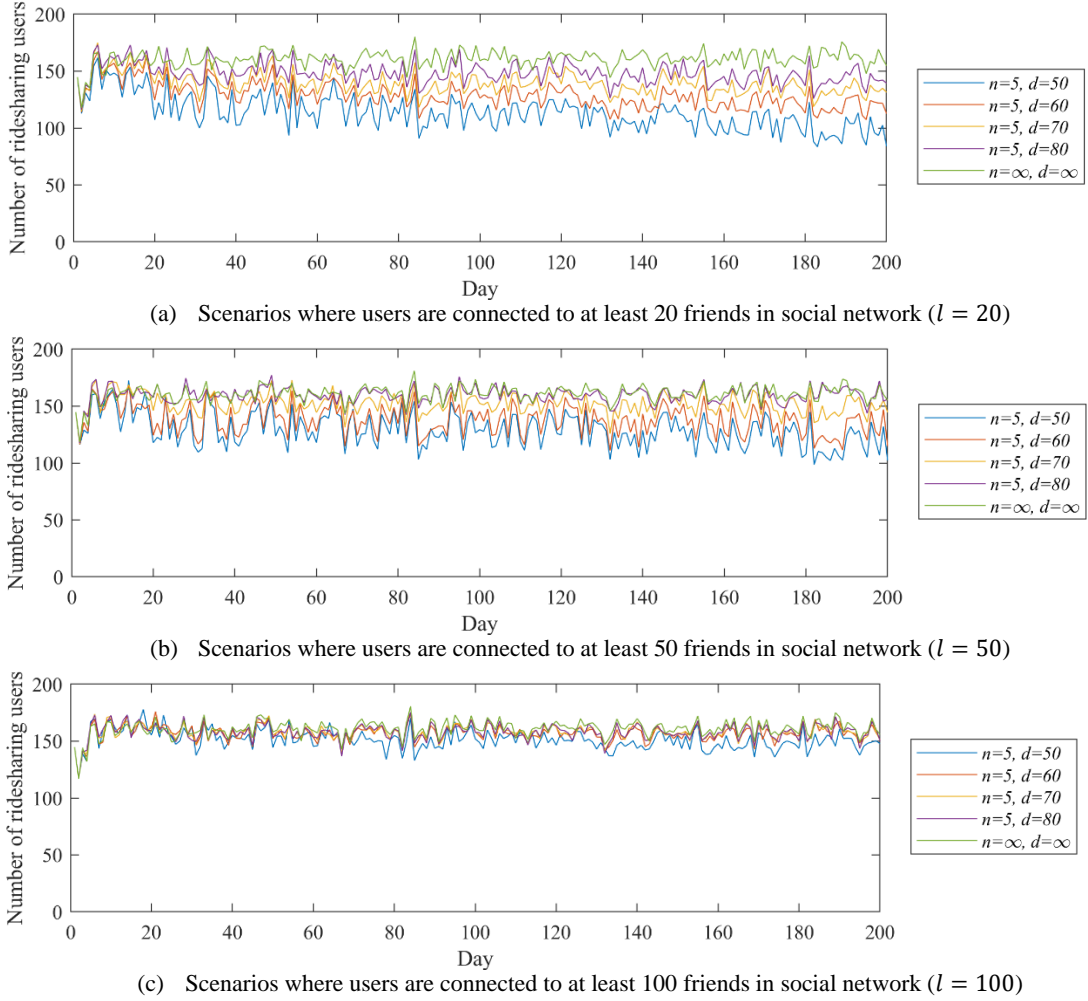 Number of ridesharing users
200
150
100
50
0
0 20 40 60 80 100 120 140 160 180 200
Day
n=5, d=50
n=5, d=60
n=5, d=70
n=5, d=80
n=∞, d=∞
(a) Scenarios where users are connected to at least 20 friends in social network (l = 20)
Number of ridesharing users
200
150
100
50
0
0 20 40 60 80 100 120 140 160 180 200
Day
n=5, d=50
n=5, d=60
n=5, d=70
n=5, d=80
n=∞, d=∞
(b) Scenarios where users are connected to at least 50 friends in social network (l = 50)
Number of ridesharing users
200
150
100
50
0
0 20 40 60 80 100 120 140 160 180 200
Day
n=5, d=50
n=5, d=60
n=5, d=70
n=5, d=80
n=∞, d=∞
(c) Scenarios where users are connected to at least 100 friends in social network (l = 100)